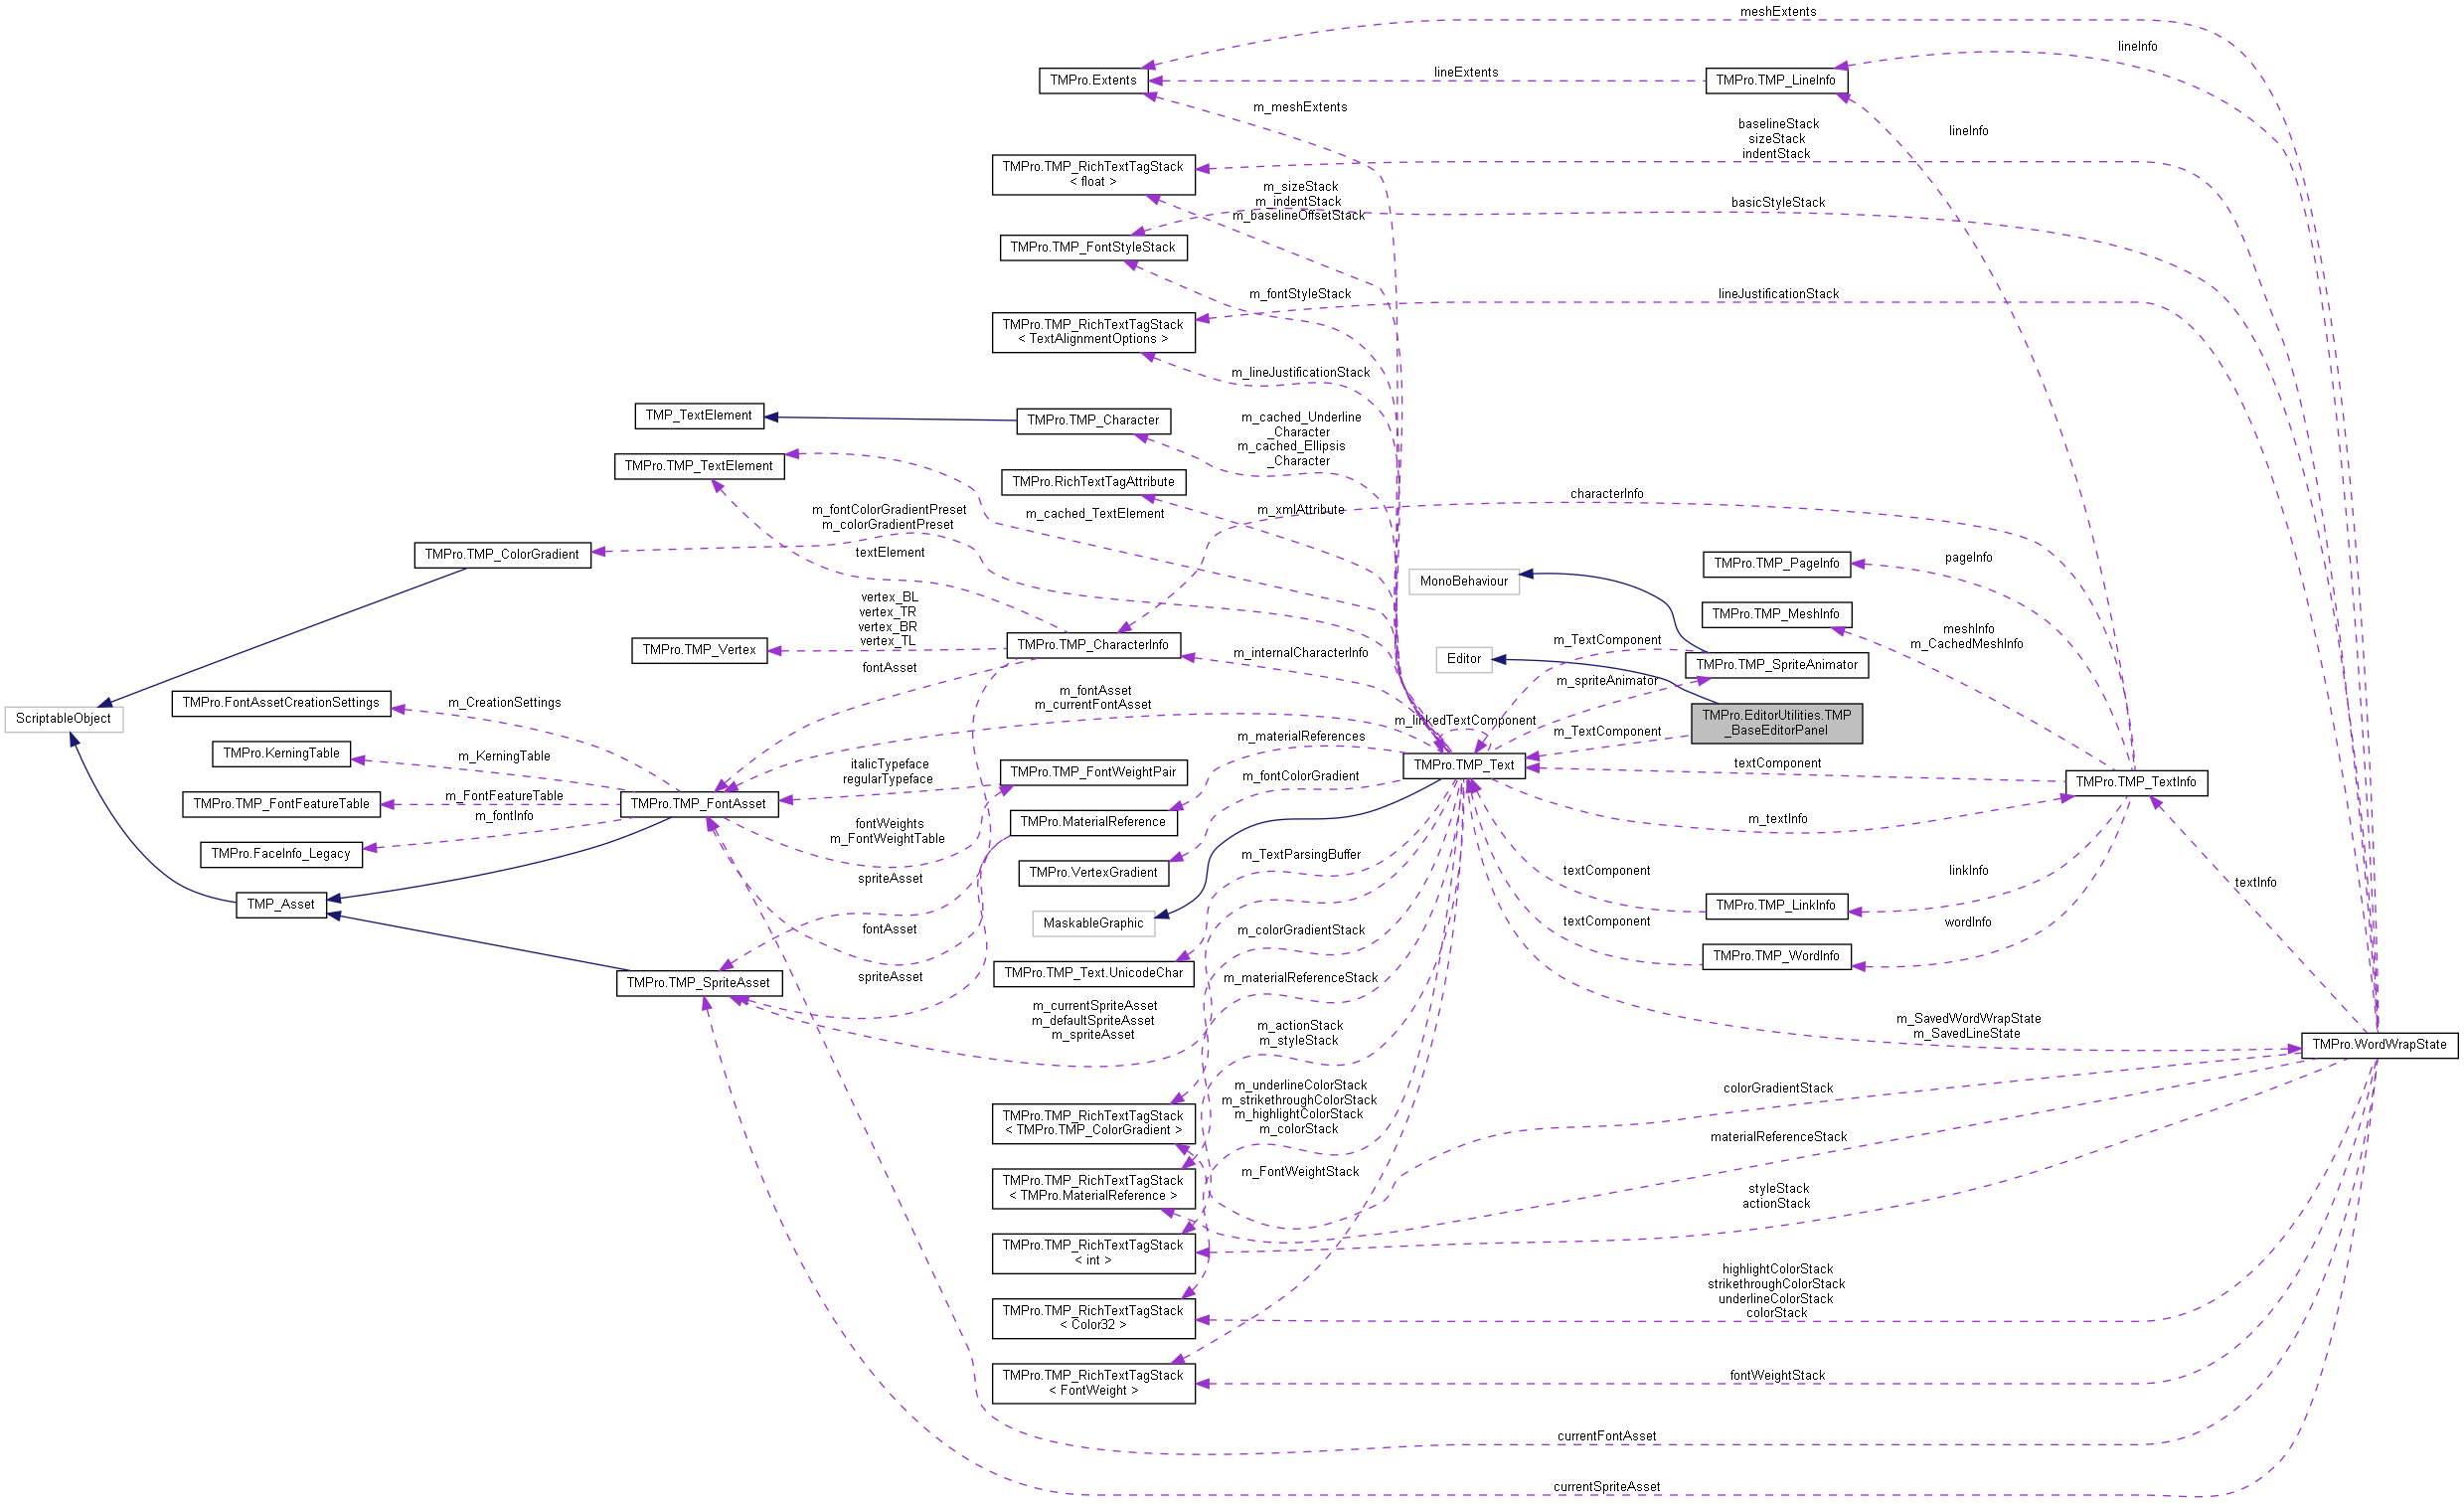 meshExtents
lineInfo
TMPro.Extents
lineExtents
TMPro.TMP_LineInfo
m_meshExtents
baselineStack
sizeStack
indentStack
lineInfo
TMPro.TMP_RichTextTagStack
< float >
m_sizeStack
m_indentStack
m_baselineOffsetStack
basicStyleStack
TMPro.TMP_FontStyleStack
m_fontStyleStack
lineJustificationStack
TMPro.TMP_RichTextTagStack
< TextAlignmentOptions >
m_lineJustificationStack
TMP_TextElement
TMPro.TMP_Character
m_cached_Underline
_Character
m_cached_Ellipsis
_Character
TMPro.TMP_TextElement
TMPro.RichTextTagAttribute
characterInfo
m_fontColorGradientPreset
m_colorGradientPreset
m_cached_TextElement
m_xmlAttribute
TMPro.TMP_ColorGradient
textElement
MonoBehaviour
TMPro.TMP_PageInfo
pageInfo
vertex_BL
vertex_TR
vertex_BR
vertex_TL
TMPro.TMP_MeshInfo
meshInfo
m_CachedMeshInfo
TMPro.TMP_Vertex
TMPro.TMP_CharacterInfo
m_internalCharacterInfo
Editor
m_TextComponent
TMPro.TMP_SpriteAnimator
fontAsset
m_spriteAnimator
ScriptableObject
TMPro.FontAssetCreationSettings
m_CreationSettings
m_fontAsset
m_currentFontAsset
m_linkedTextComponent
TMPro.EditorUtilities.TMP
_BaseEditorPanel
m_TextComponent
TMPro.KerningTable
m_KerningTable
m_materialReferences
italicTypeface
regularTypeface
TMPro.TMP_FontWeightPair
m_fontColorGradient
TMPro.TMP_Text
textComponent
TMPro.TMP_TextInfo
TMPro.TMP_FontFeatureTable
m_FontFeatureTable
m_fontInfo
TMPro.TMP_FontAsset
TMPro.MaterialReference
m_textInfo
TMPro.FaceInfo_Legacy
fontWeights
m_FontWeightTable
m_TextParsingBuffer
TMPro.VertexGradient
spriteAsset
textComponent
linkInfo
textInfo
TMP_Asset
TMPro.TMP_LinkInfo
MaskableGraphic
fontAsset
m_colorGradientStack
textComponent
wordInfo
TMPro.TMP_WordInfo
TMPro.TMP_SpriteAsset
spriteAsset
TMPro.TMP_Text.UnicodeChar
m_materialReferenceStack
m_currentSpriteAsset
m_defaultSpriteAsset
m_spriteAsset
m_actionStack
m_styleStack
m_SavedWordWrapState
m_SavedLineState
TMPro.WordWrapState
m_underlineColorStack
m_strikethroughColorStack
m_highlightColorStack
m_colorStack
colorGradientStack
TMPro.TMP_RichTextTagStack
< TMPro.TMP_ColorGradient >
materialReferenceStack
TMPro.TMP_RichTextTagStack
< TMPro.MaterialReference >
m_FontWeightStack
styleStack
actionStack
TMPro.TMP_RichTextTagStack
< int >
highlightColorStack
strikethroughColorStack
underlineColorStack
colorStack
TMPro.TMP_RichTextTagStack
< Color32 >
TMPro.TMP_RichTextTagStack
< FontWeight >
fontWeightStack
currentFontAsset
currentSpriteAsset